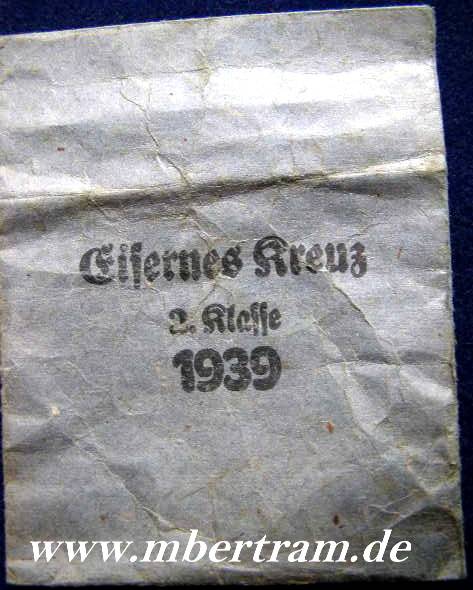 Eisernes Kreuz
2. Klasse
1939
www.mbertram.de